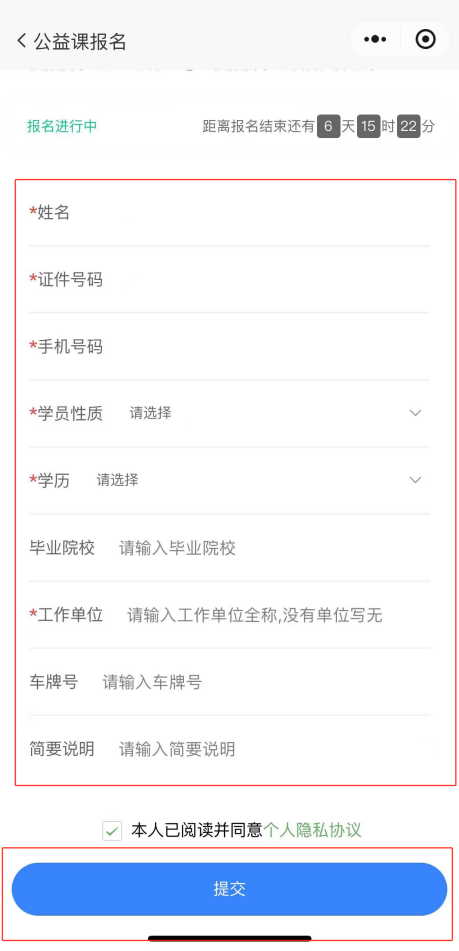 公益课报名
报名进行中 距离报名结束还有6天15时22分
*姓名
*证件号码
*手机号码
*学员性质 请选择
*学历 请选择
毕业院校 请输入毕业院校
*工作单位 请输入工作单位全称,没有单位写无
车牌号 请输入车牌号
简要说明 请输入简要说明
本人已阅读并同意个人隐私协议
提交